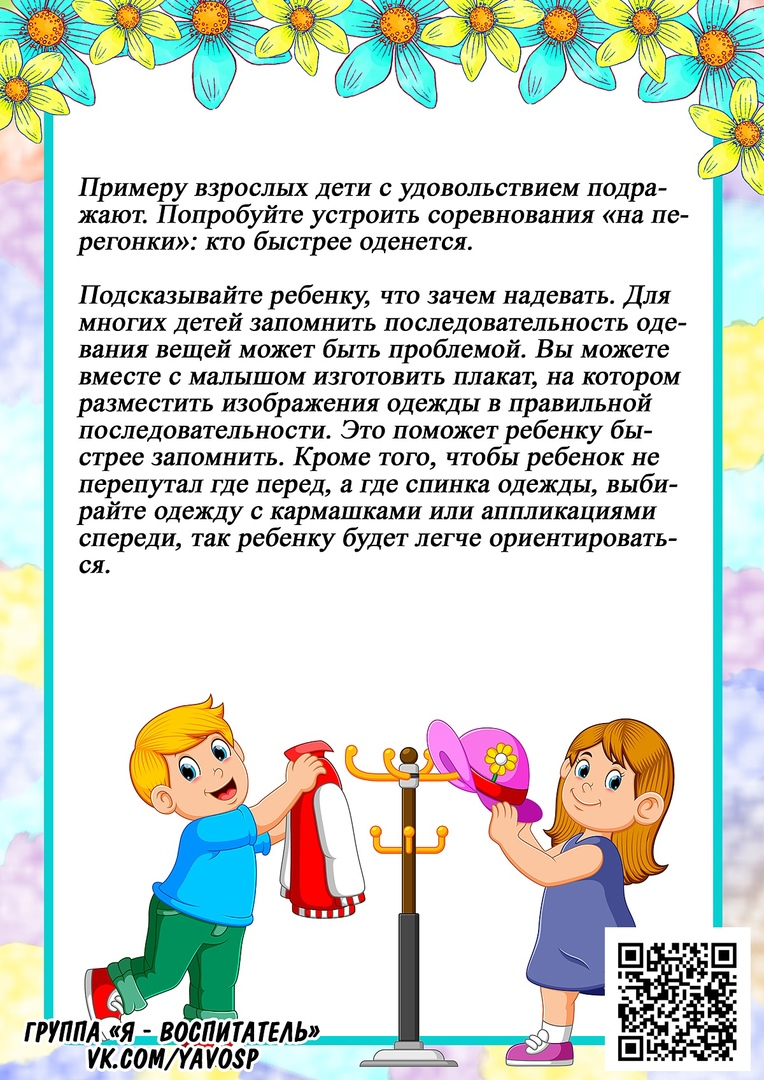 Примеру взрослых дети с удовольствием подра-
жают. Попробуйте устроить соревнования «на пе-
регонки»: кто быстрее оденется.
Подсказывайте ребенку, что зачем надевать. Для
многих детей запомнить последовательность оде-
вания вещей может быть проблемой. Вы можете
вместе с малышом изготовить плакат, на котором
разместить изображения одежды в правильной
последовательности. Это поможет ребенку бы-
стрее запомнить. Кроме того, чтобы ребенок не
перепутал где перед, а где спинка одежды, выби-
райте одежду с кармашками или аппликациями
спереди, так ребенку будет легче ориентировать-
ся.
ГРУППА «Я - ВОСПИТАТЕЛЬ»
VK.COM/YAVOSP